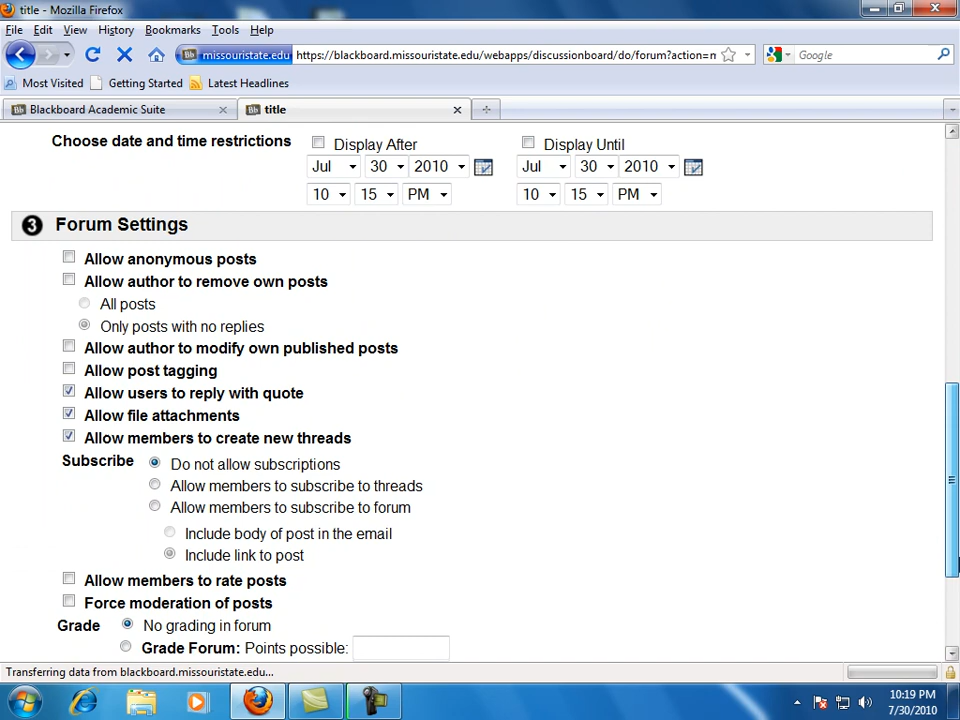 title - Mozilla Firefox
File Edit View History Bookmarks Tools Help
missouristate.edu https://blackboard.missouristate.edu/webapps/discussionboard/do/forum?action=n Google
Most Visited Getting Started Latest Headlines
Blackboard Academic Suite title
Choose date and time restrictions Display After Display Until
Jul 30 2010 Jul 30 2010
10 15 PM 10 15 PM
3 Forum Settings
Allow anonymous posts
Allow author to remove own posts
All posts
Only posts with no replies
Allow author to modify own published posts
Allow post tagging
Allow users to reply with quote
Allow file attachments
Allow members to create new threads
Subscribe Do not allow subscriptions
Allow members to subscribe to threads
Allow members to subscribe to forum
Include body of post in the email
Include link to post
Allow members to rate posts
Force moderation of posts
Grade No grading in forum
Grade Forum: Points possible:
Transferring data from blackboard.missouristate.edu...
10:19 PM
7/30/2010